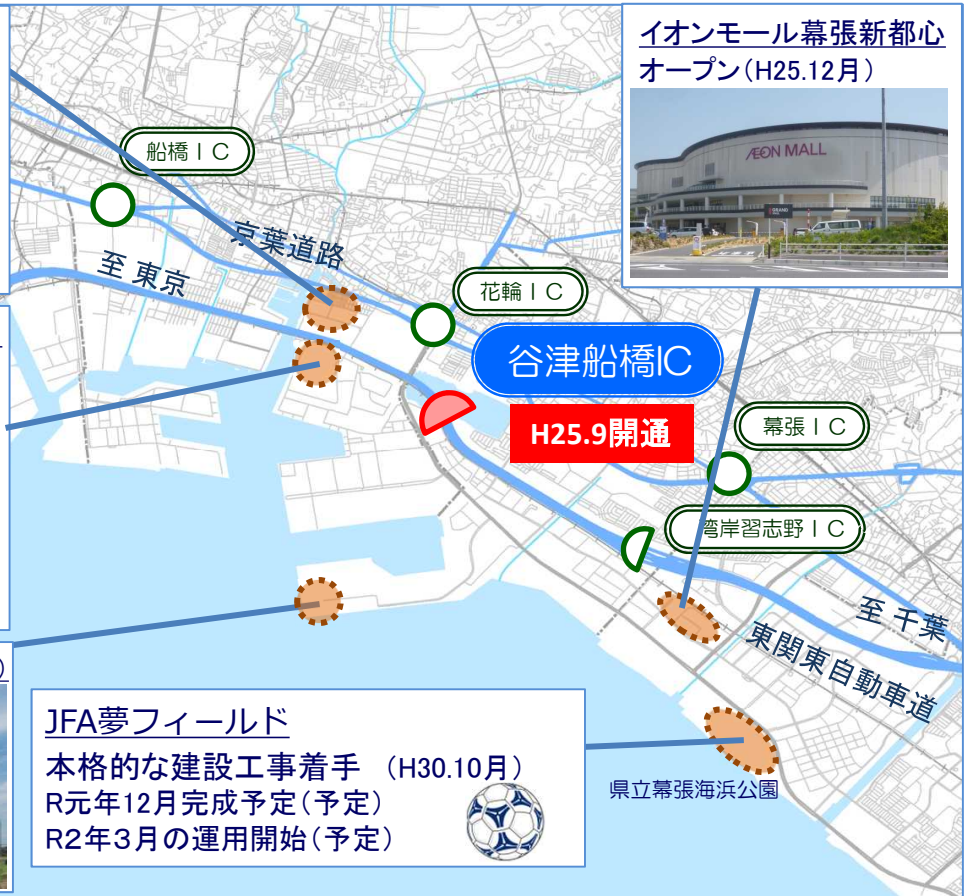 イオンモール幕張新都心
オープン(H25.12月)
ÆON MALL
GRAND
船橋IC
京葉道路
至 東京
花輪IC
谷津船橋IC
H25.9開通
幕張IC
湾岸習志野IC
至 千葉
東関東自動車道
JFA夢フィールド
本格的な建設工事着手 (H30.10月)
R元年12月完成予定(予定)
R2年3月の運用開始(予定)
県立幕張海浜公園
)